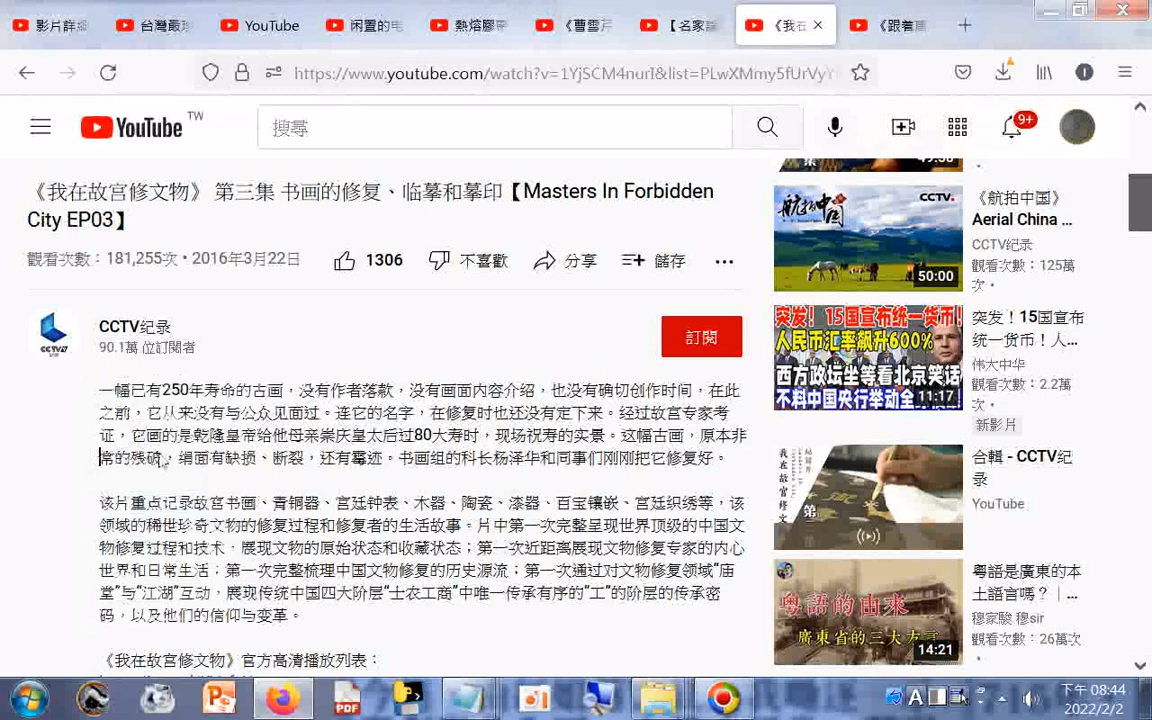 影片詳細
YouTube
闲置的电
熱熔膠
《曹雲
【名家論
《我在
《跟着
https://www.youtube.com/watch?v=1YjSCM4nurI&list=PLwXMmy5fUrVyY
YouTube TW
搜尋
9+
《我在故宫修文物》 第三集 书画的修复、临摹和摹印【Masters In Forbidden
City EP03】
觀看次數：181,255次 • 2016年3月22日
1306
不喜歡
分享
儲存
CCTV纪录
90.1萬 位訂閱者
訂閱
一幅已有250年寿命的古画，没有作者落款，没有画面内容介绍，也没有确切创作时间，在此
之前，它从来没有与公众见面过。连它的名字，在修复时也还没有定下来。经过故宫专家考
证，它画的是乾隆皇帝给他母亲崇庆皇太后过80大寿时，现场祝寿的实景。这幅古画，原本非
常的残破，绢面有缺损、断裂，还有霉迹。书画组的科长杨泽华和同事们刚刚把它修复好。
该片重点记录故宫书画、青铜器、宫廷钟表、木器、陶瓷、漆器、百宝镶嵌、宫廷织绣等，该
领域的稀世珍奇文物的修复过程和修复者的生活故事。片中第一次完整呈现世界顶级的中国文
物修复过程和技术，展现文物的原始状态和收藏状态；第一次近距离展现文物修复专家的内心
世界和日常生活；第一次完整梳理中国文物修复的历史源流；第一次通过对文物修复领域“庙
堂”与“江湖”互动，展现传统中国四大阶层“士农工商”中唯一传承有序的“工”的阶层的传承密
码，以及他们的信仰与变革。
《我在故宫修文物》官方高清播放列表：
49:58
航拍中国
CCTV.
50:00
《航拍中国》
Aerial China ...
CCTV纪录
觀看次數：125萬
次 •
突发！15国宣布统一货币！
人民币汇率飙升600%
西方政坛坐等看北京笑话
不料中国央行举动全
11:17
突发！15国宣布
统一货币！人...
伟大中华
觀看次數：2.2萬
次 •
新影片
我在故宫修文物
第
合輯 - CCTV纪
录
YouTube
粵語的由來
廣東省的三大方言
14:21
粵語是廣東的本
土語言嗎？｜...
穆家駿 穆sir
觀看次數：26萬次
PDF
A
下午 08:44
2022/2/2